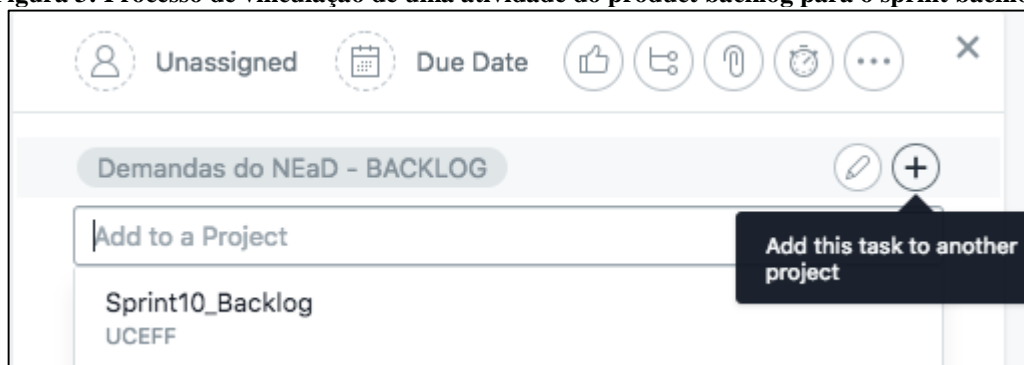 Figura 3: Processo de vinculação de uma atividade do product backlog para o sprint backlog
Unassigned Due Date
Demandas do NEaD - BACKLOG
Add to a Project
Add this task to another
project
Sprint10_Backlog
UCEFF